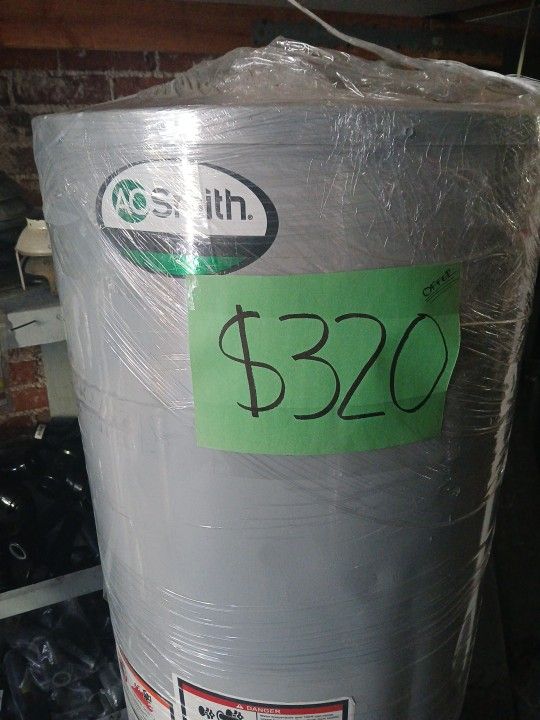 AO Smith.
OFFER
$320
DANGER